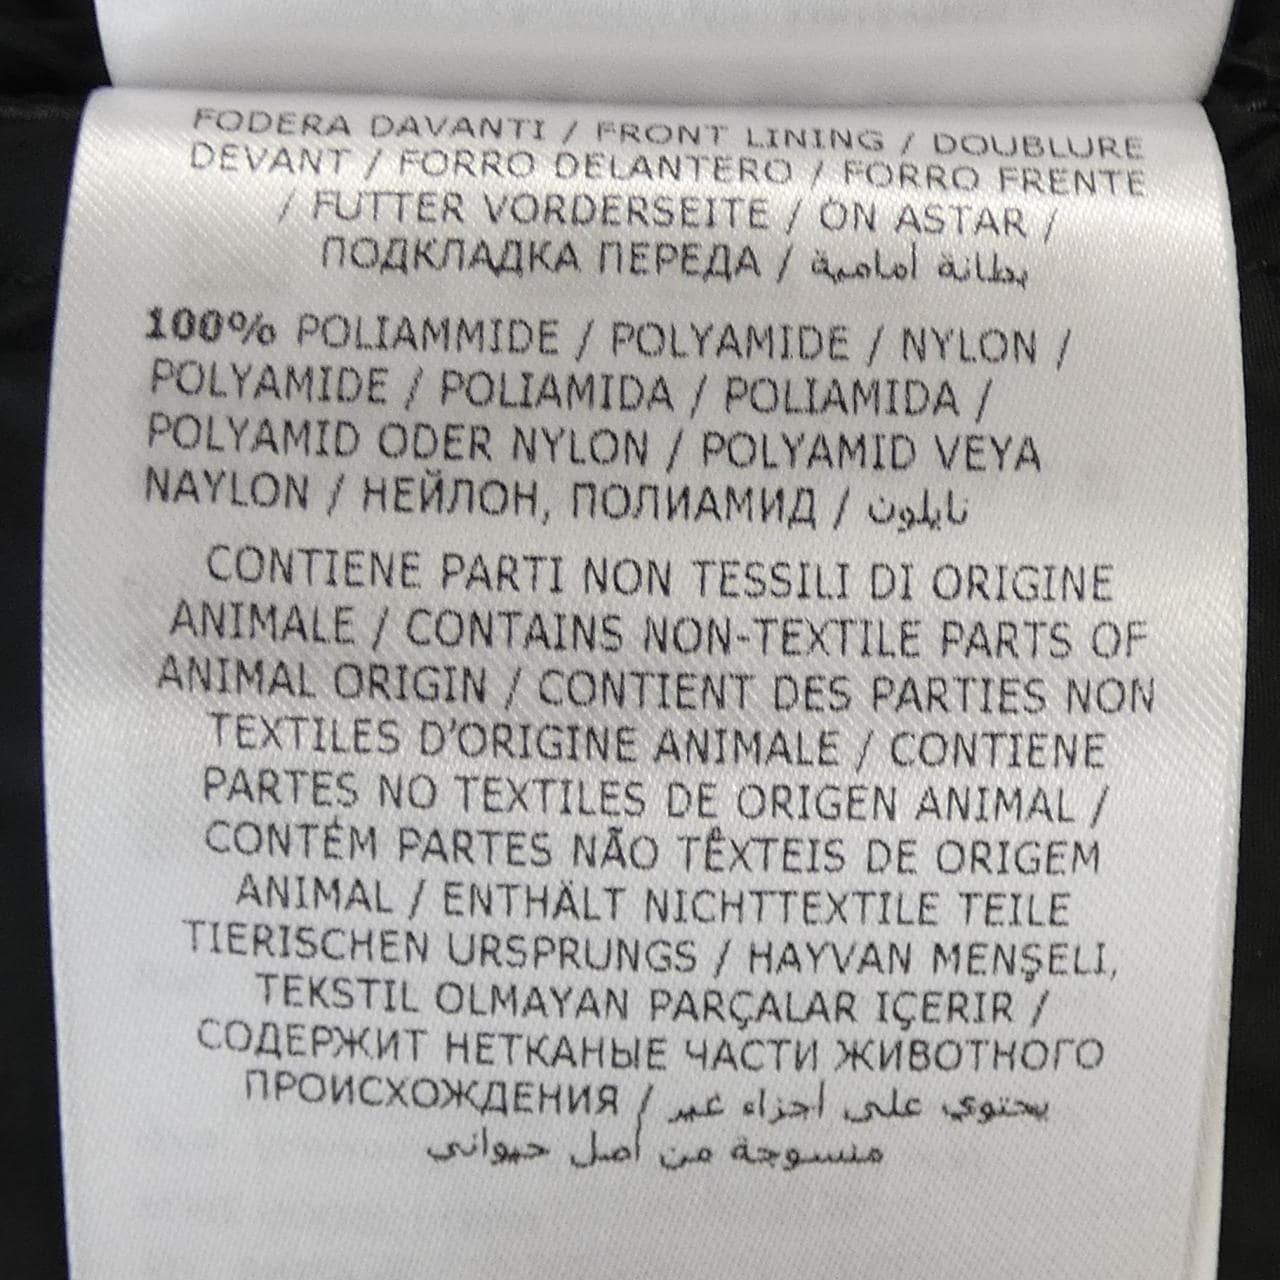 FODERA DAVANTI / FRONT LINING / DOUBLURE
DEVANT / FORRO DELANTERO / FORRO FRENTE
/ FUTTER VORDERSEITE / ÖN ASTAR /
ПОДКЛАДКА ПЕРЕДА / بطانة أمامية
100% POLIAMMIDE / POLYAMIDE / NYLON /
POLYAMIDE / POLIAMIDA / POLIAMIDA /
POLYAMID ODER NYLON / POLYAMID VEYA
NAYLON / НЕЙЛОН, ПОЛИАМИД / نايلون
CONTIENE PARTI NON TESSILI DI ORIGINE
ANIMALE / CONTAINS NON-TEXTILE PARTS OF
ANIMAL ORIGIN / CONTIENT DES PARTIES NON
TEXTILES D'ORIGINE ANIMALE / CONTIENE
PARTES NO TEXTILES DE ORIGEN ANIMAL /
CONTÉM PARTES NÃO TÊXTEIS DE ORIGEM
ANIMAL / ENTHÄLT NICHTTEXTILE TEILE
TIERISCHEN URSPRUNGS / HAYVAN MENŞELI,
TEKSTIL OLMAYAN PARÇALAR IÇERIR /
СОДЕРЖИТ НЕТКАНЫЕ ЧАСТИ ЖИВОТНОГО
ПРОИСХОЖДЕНИЯ / يحتوي على أجزاء غير
منسوجة من أصل حيواني